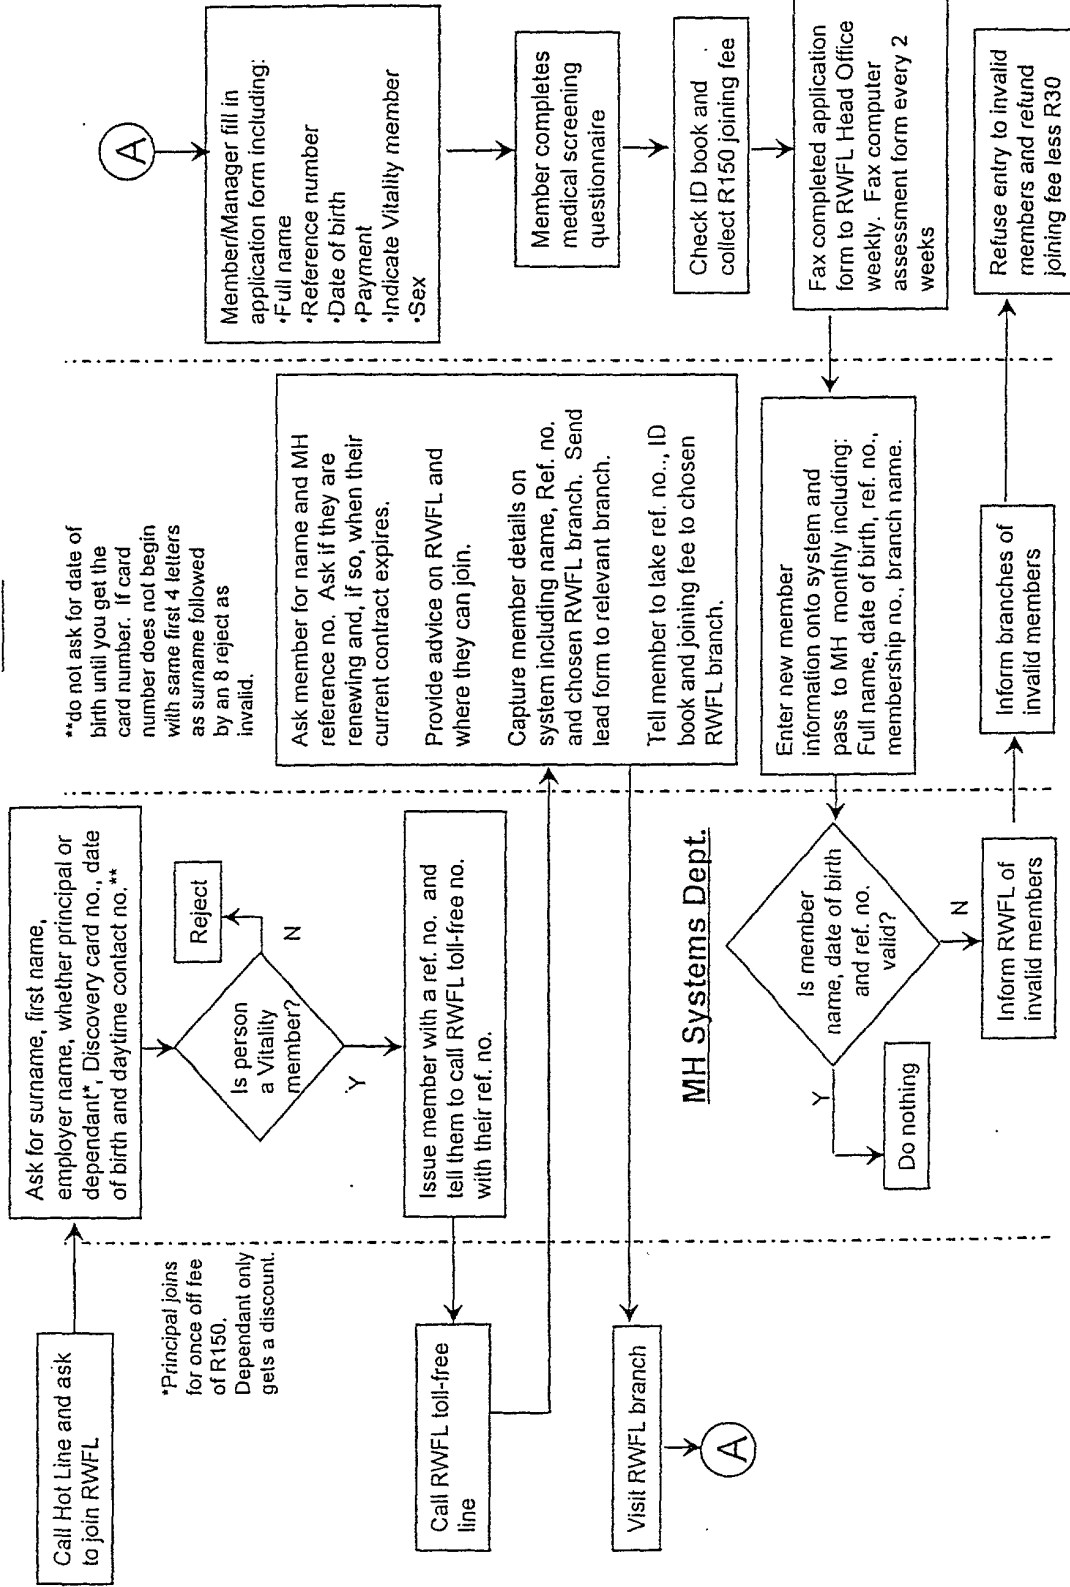 Call Hot Line and ask
to join RWFL
*Principal joins
for once off fee
of R150.
Dependant only
gets a discount.
Call RWFL toll-free
line
Visit RWFL branch
A
Ask for surname, first name,
employer name, whether principal or
dependant*, Discovery card no., date
of birth and daytime contact no.**
Is person
a Vitality
member?
N
Reject
Y
Issue member with a ref. no. and
tell them to call RWFL toll-free no.
with their ref. no.
MH Systems Dept.
Is member
name, date of birth
and ref. no.
valid?
Y
Do nothing
N
Inform RWFL of
invalid members
**do not ask for date of
birth until you get the
card number. If card
number does not begin
with same first 4 letters
as surname followed
by an 8 reject as
invalid.
Ask member for name and MH
reference no. Ask if they are
renewing and, if so, when their
current contract expires.
Provide advice on RWFL and
where they can join.
Capture member details on
system including name, Ref. no.
and chosen RWFL branch. Send
lead form to relevant branch.
Tell member to take ref. no.., ID
book and joining fee to chosen
RWFL branch.
Enter new member
information onto system and
pass to MH monthly including:
Full name, date of birth, ref. no.,
membership no., branch name.
Inform branches of
invalid members
A
Member/Manager fill in
application form including:
•Full name
•Reference number
•Date of birth
•Payment
•Indicate Vitality member
•Sex
Member completes
medical screening
questionnaire
Check ID book and
collect R150 joining fee
Fax completed application
form to RWFL Head Office
weekly. Fax computer
assessment form every 2
weeks
Refuse entry to invalid
members and refund
joining fee less R30